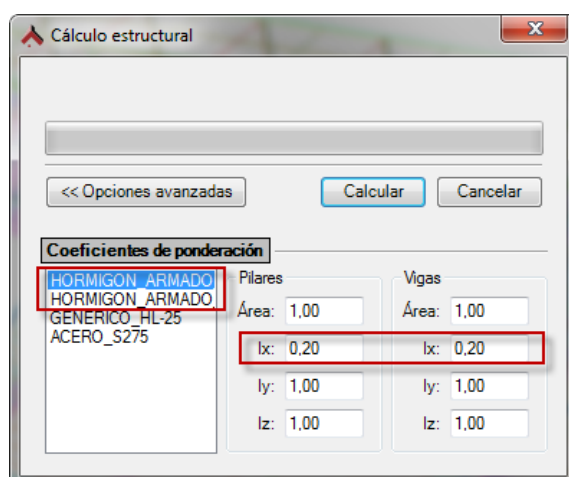 Cálculo estructural
X
<< Opciones avanzadas Calcular Cancelar
Coeficientes de ponderación
HORMIGON_ARMADO
HORMIGON_ARMADO
GENERICO_HL-25
ACERO_S275
Pilares
Área: 1,00
Ix: 0,20
Iy: 1,00
Iz: 1,00
Vigas
Área: 1,00
Ix: 0,20
Iy: 1,00
Iz: 1,00